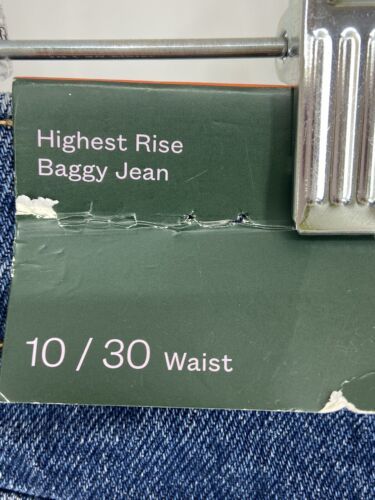 Highest Rise
Baggy Jean
10 / 30 Waist